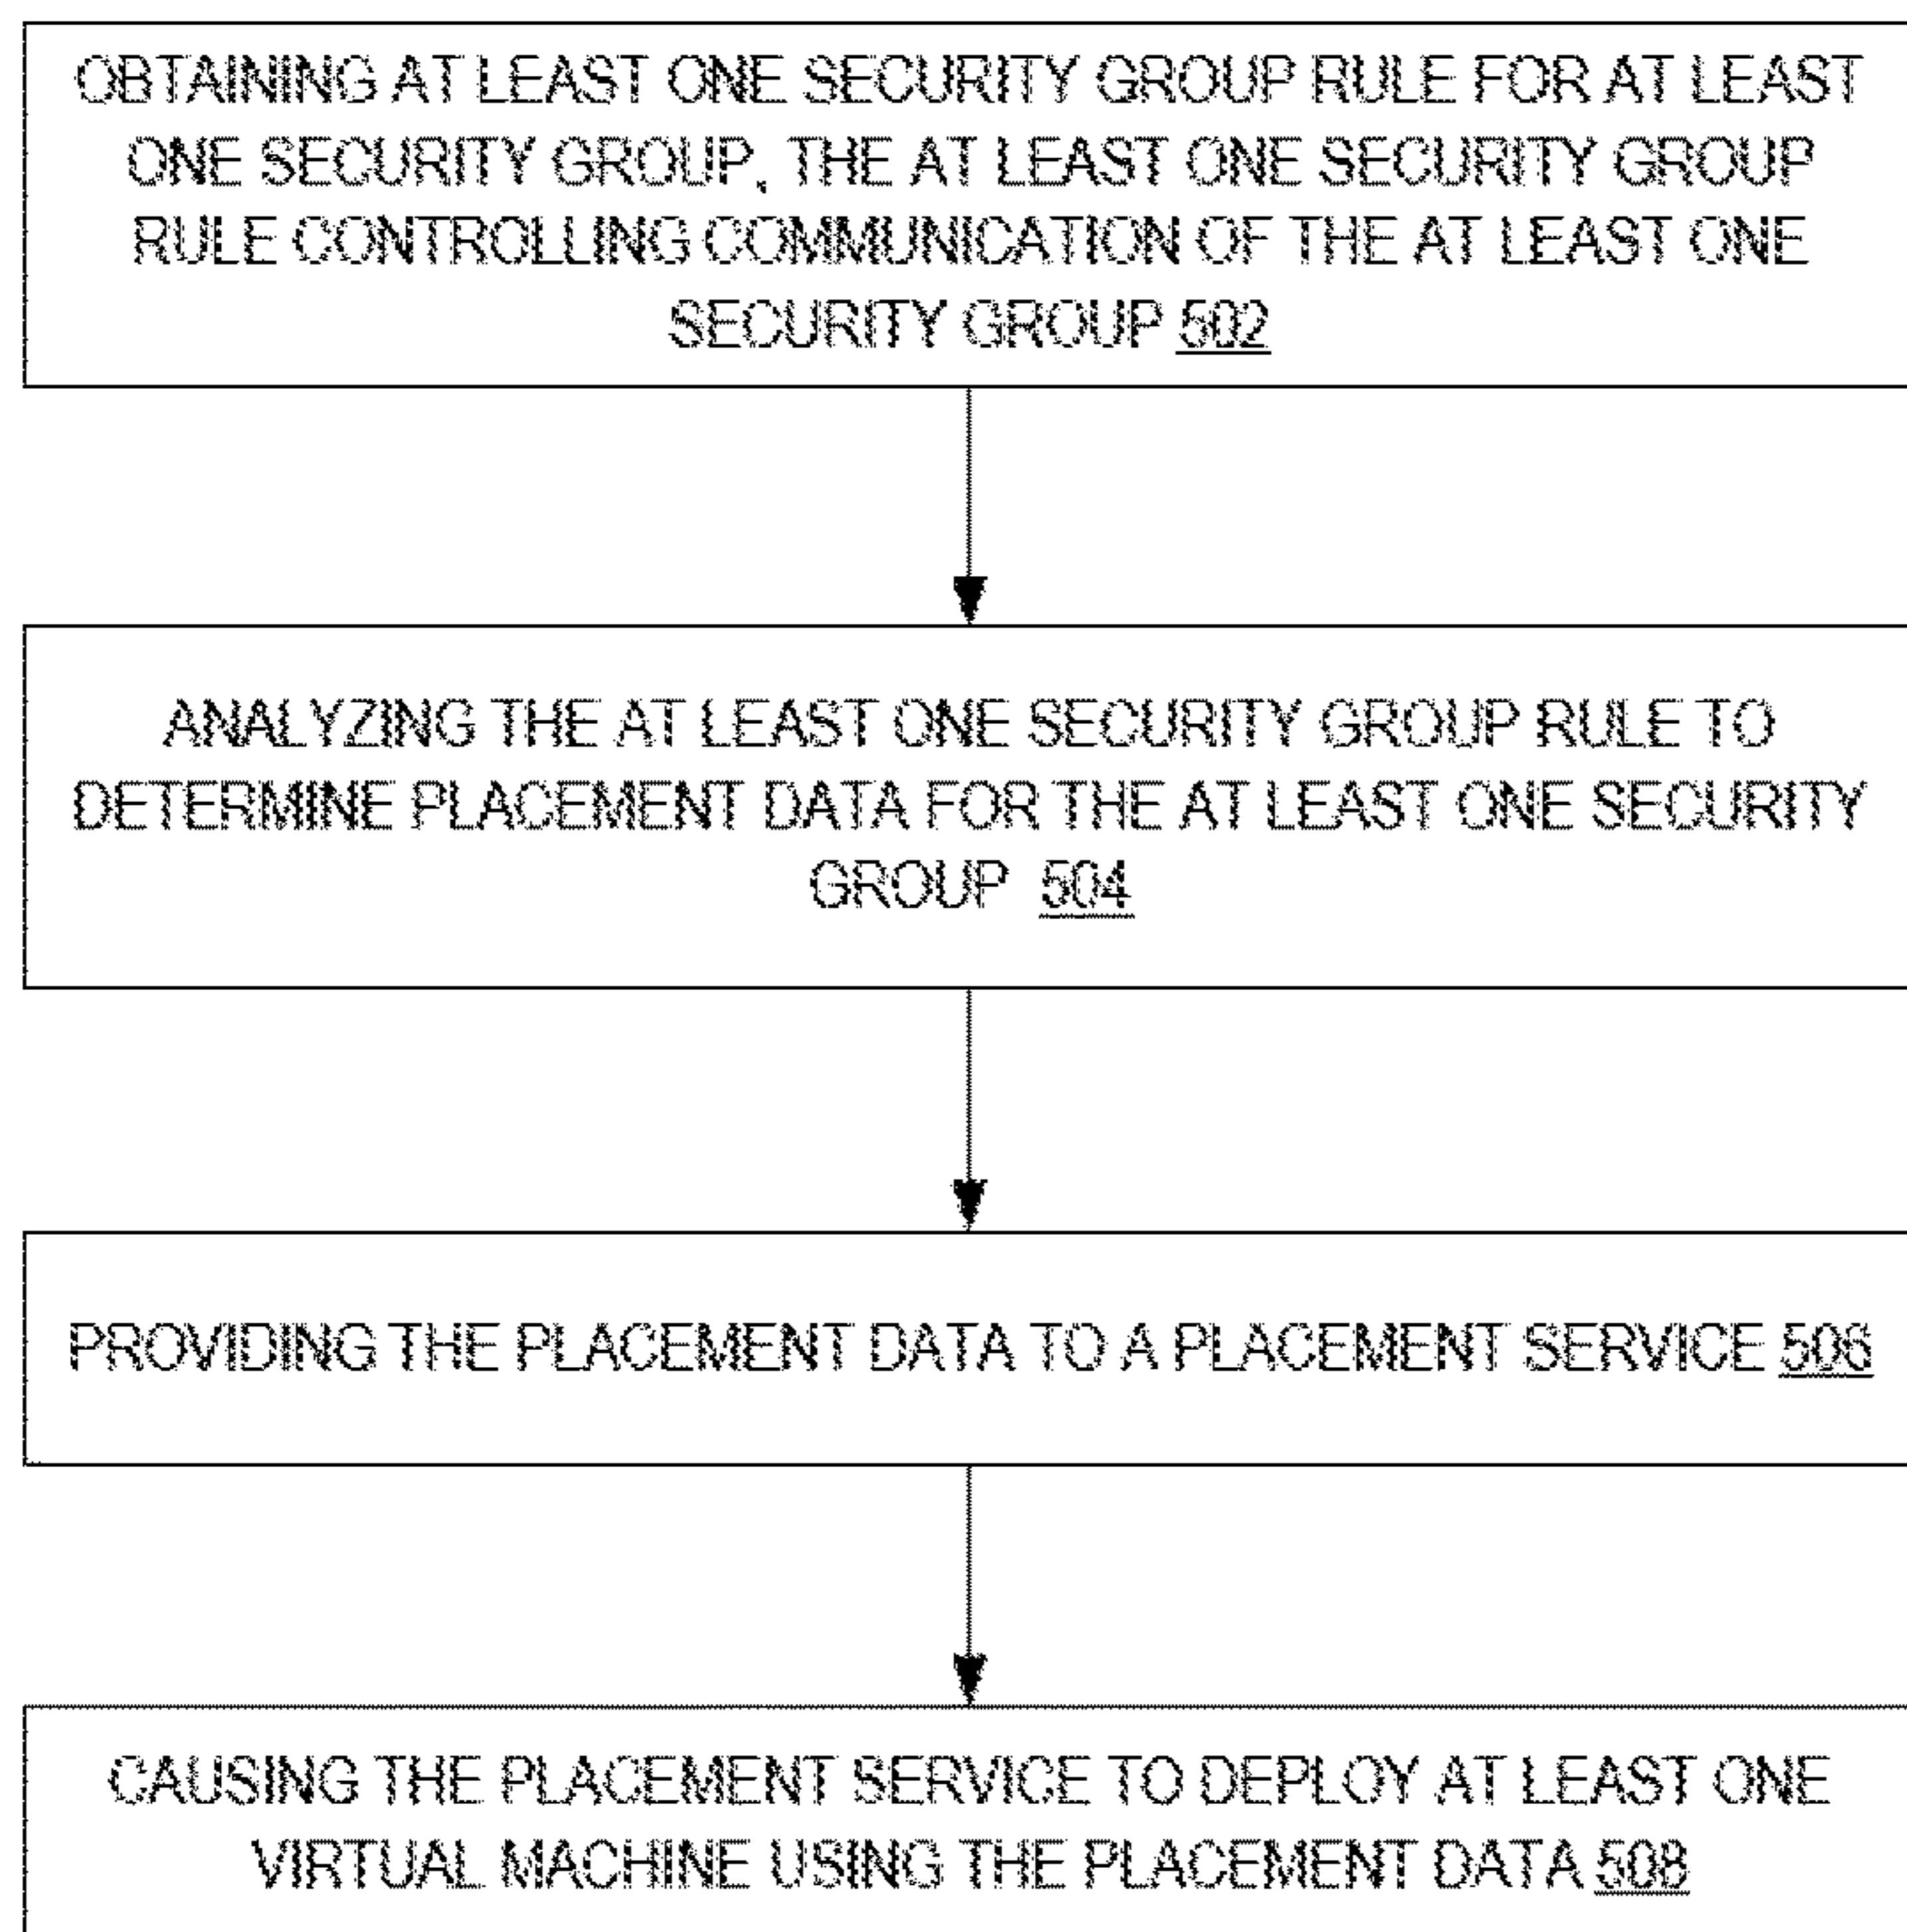 OBTAINING AT LEAST ONE SECURITY GROUP RULE FOR AT LEAST
ONE SECURITY GROUP, THE AT LEAST ONE SECURITY GROUP
RULE CONTROLLING COMMUNICATION OF THE AT LEAST ONE
SECURITY GROUP 502
ANALYZING THE AT LEAST ONE SECURITY GROUP RULE TO
DETERMINE PLACEMENT DATA FOR THE AT LEAST ONE SECURITY
GROUP 504
PROVIDING THE PLACEMENT DATA TO A PLACEMENT SERVICE 506
CAUSING THE PLACEMENT SERVICE TO DEPLOY AT LEAST ONE
VIRTUAL MACHINE USING THE PLACEMENT DATA 508